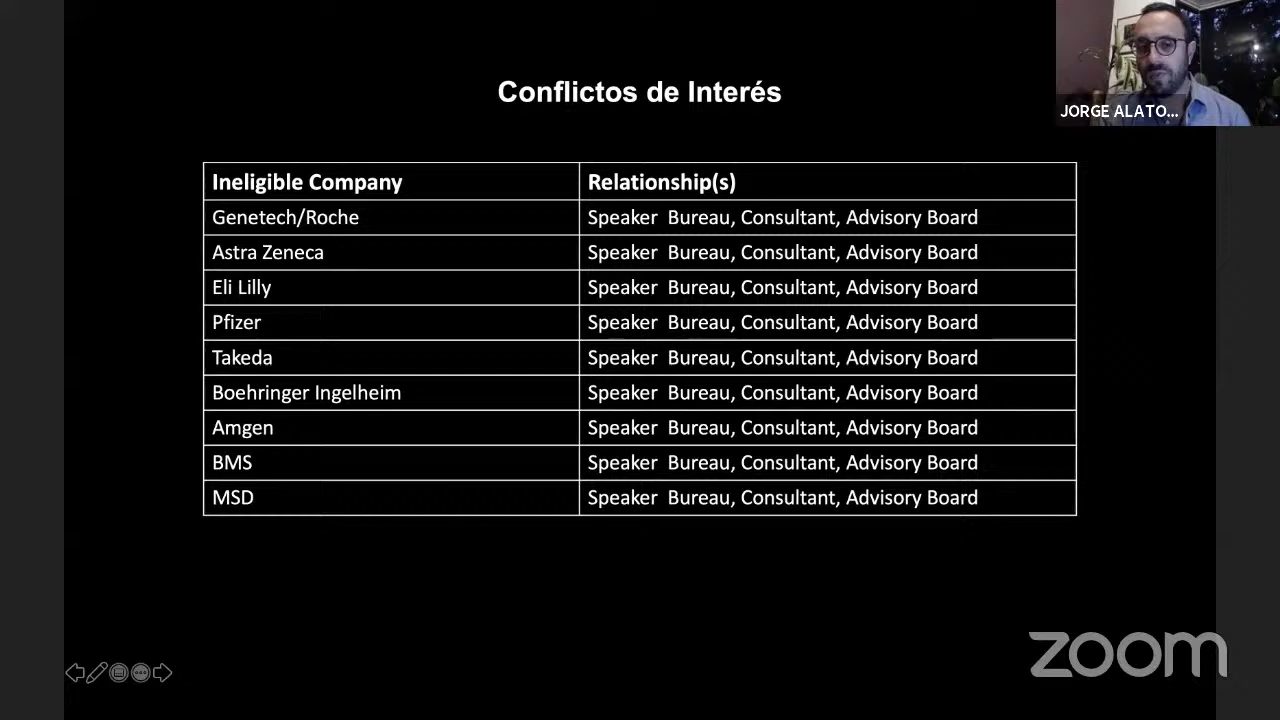 Conflictos de Interés
JORGE ALATO...
Ineligible Company Relationship(s)
Genetech/Roche Speaker Bureau, Consultant, Advisory Board
Astra Zeneca Speaker Bureau, Consultant, Advisory Board
Eli Lilly Speaker Bureau, Consultant, Advisory Board
Pfizer Speaker Bureau, Consultant, Advisory Board
Takeda Speaker Bureau, Consultant, Advisory Board
Boehringer Ingelheim Speaker Bureau, Consultant, Advisory Board
Amgen Speaker Bureau, Consultant, Advisory Board
BMS Speaker Bureau, Consultant, Advisory Board
MSD Speaker Bureau, Consultant, Advisory Board
zoom